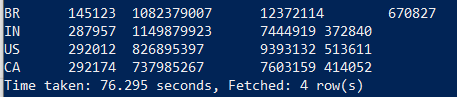 BR 145123 1082379007 12372114 670827
IN 287957 1149879923 7444919 372840
US 292012 826895397 9393132 513611
CA 292174 737985267 7603159 414052
Time taken: 76.295 seconds, Fetched: 4 row(s)